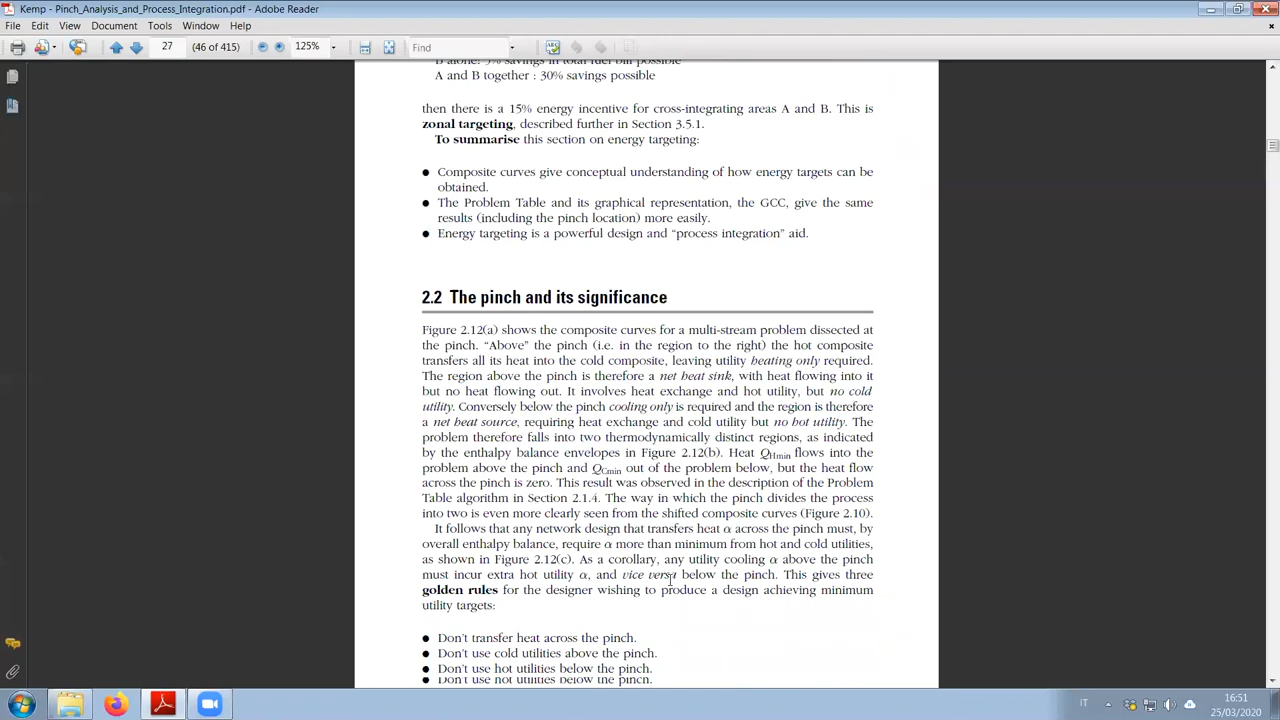 Kemp - Pinch_Analysis_and_Process_Integration.pdf - Adobe Reader
File Edit View Document Tools Window Help
27 (46 of 415) 125% Find
B alone: 5% savings in total fuel bill possible
A and B together : 30% savings possible
then there is a 15% energy incentive for cross-integrating areas A and B. This is
zonal targeting, described further in Section 3.5.1.
To summarise this section on energy targeting:
● Composite curves give conceptual understanding of how energy targets can be
obtained.
● The Problem Table and its graphical representation, the GCC, give the same
results (including the pinch location) more easily.
● Energy targeting is a powerful design and “process integration” aid.
2.2 The pinch and its significance
Figure 2.12(a) shows the composite curves for a multi-stream problem dissected at
the pinch. “Above” the pinch (i.e. in the region to the right) the hot composite
transfers all its heat into the cold composite, leaving utility heating only required.
The region above the pinch is therefore a net heat sink, with heat flowing into it
but no heat flowing out. It involves heat exchange and hot utility, but no cold
utility. Conversely below the pinch cooling only is required and the region is therefore
a net heat source, requiring heat exchange and cold utility but no hot utility. The
problem therefore falls into two thermodynamically distinct regions, as indicated
by the enthalpy balance envelopes in Figure 2.12(b). Heat QHmin flows into the
problem above the pinch and QCmin out of the problem below, but the heat flow
across the pinch is zero. This result was observed in the description of the Problem
Table algorithm in Section 2.1.4. The way in which the pinch divides the process
into two is even more clearly seen from the shifted composite curves (Figure 2.10).
It follows that any network design that transfers heat α across the pinch must, by
overall enthalpy balance, require α more than minimum from hot and cold utilities,
as shown in Figure 2.12(c). As a corollary, any utility cooling α above the pinch
must incur extra hot utility α, and vice versa below the pinch. This gives three
golden rules for the designer wishing to produce a design achieving minimum
utility targets:
● Don’t transfer heat across the pinch.
● Don’t use cold utilities above the pinch.
● Don’t use hot utilities below the pinch.
● Don’t use hot utilities below the pinch.
IT 16:51
25/03/2020